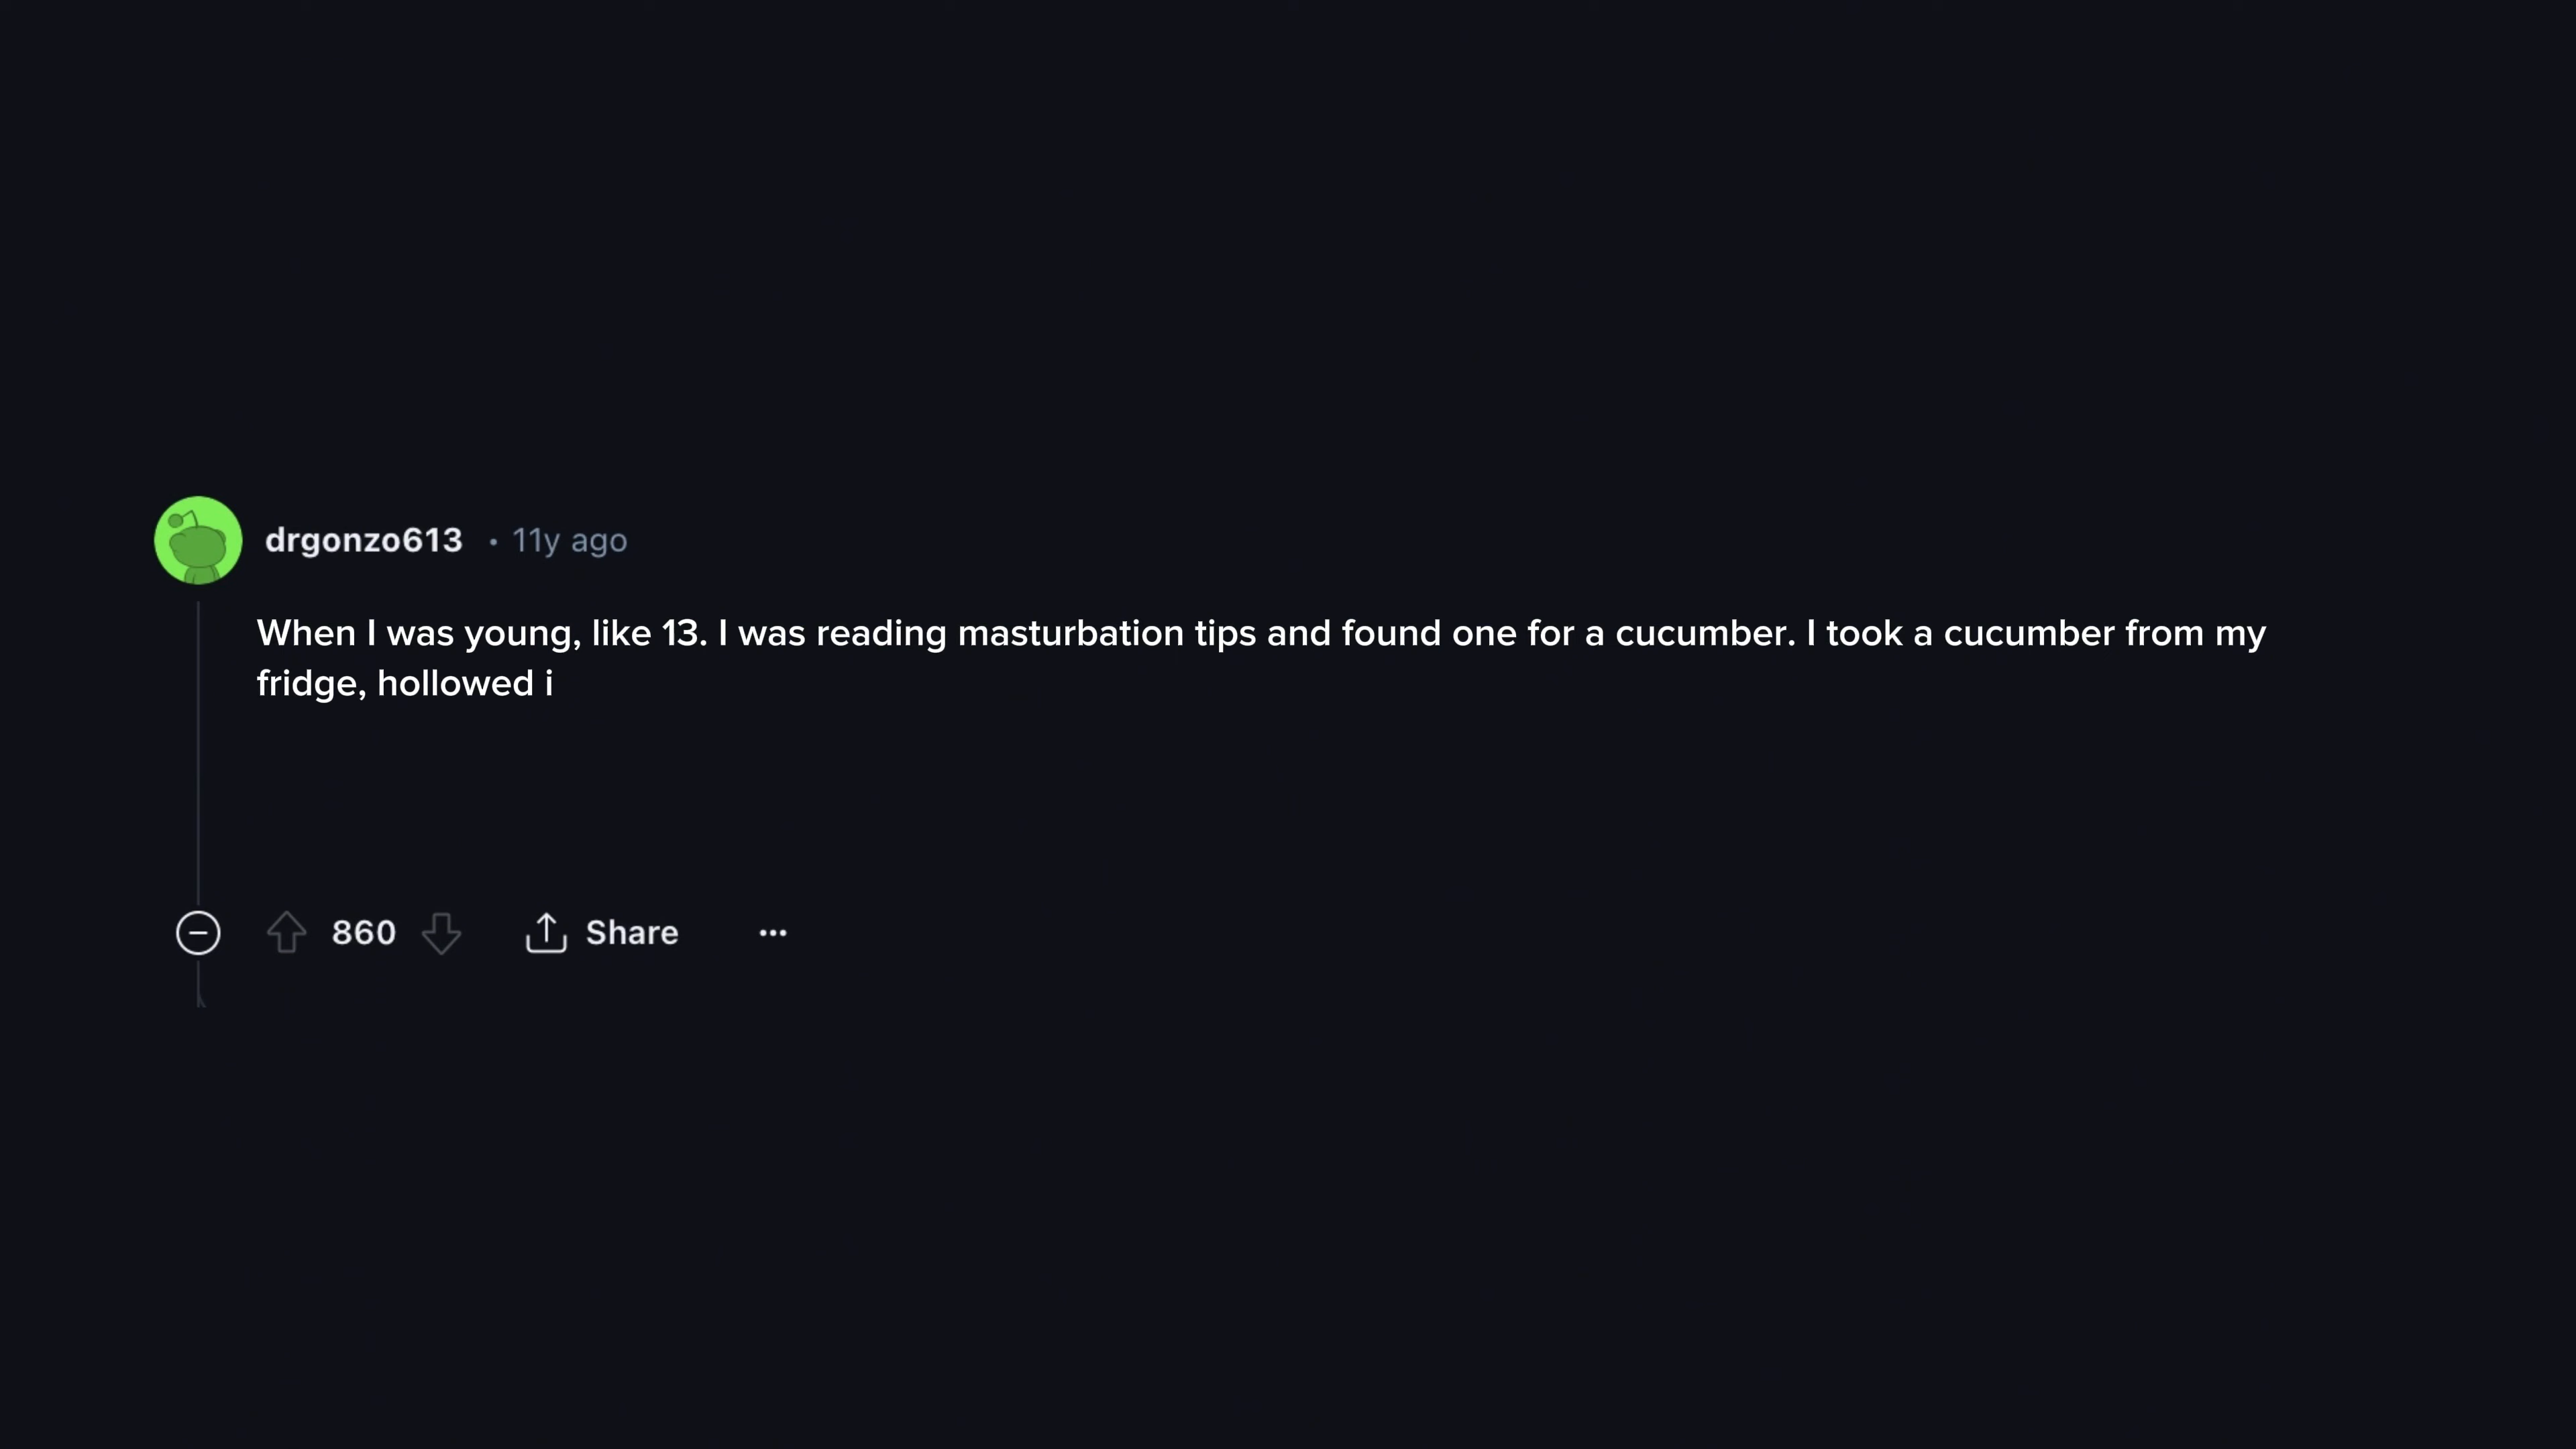 drgonzo613 • 11y ago
When I was young, like 13. I was reading masturbation tips and found one for a cucumber. I took a cucumber from my
fridge, hollowed i
860 Share ...